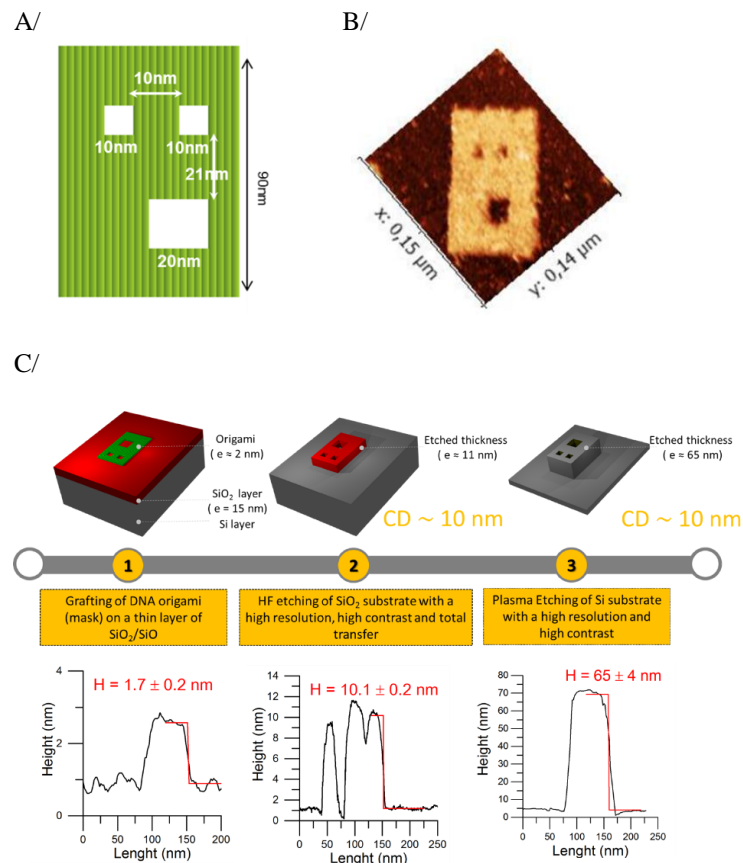 A/
B/
10nm
10nm
10nm
21nm
20nm
90nm
x: 0,15 µm
y: 0,14 µm
C/
Origami
( e ≈ 2 nm)
SiO2 layer
(e = 15 nm)
Si layer
Etched thickness
( e ≈ 11 nm)
CD ~ 10 nm
Etched thickness
( e ≈ 65 nm)
CD ~ 10 nm
1
2
3
Grafting of DNA origami
(mask) on a thin layer of
SiO2/SiO
HF etching of SiO2 substrate with a
high resolution, high contrast and total
transfer
Plasma Etching of Si substrate
with a high resolution and
high contrast
H = 1.7 ± 0.2 nm
Height (nm)
4
3
2
1
0
0 50 100 150 200
Lenght (nm)
H = 10.1 ± 0.2 nm
Height (nm)
14
12
10
8
6
4
2
0
0 50 100 150 200 250
Lenght (nm)
H = 65 ± 4 nm
Height (nm)
80
70
60
50
40
30
20
10
0
0 50 100 150 200 250
Lenght (nm)